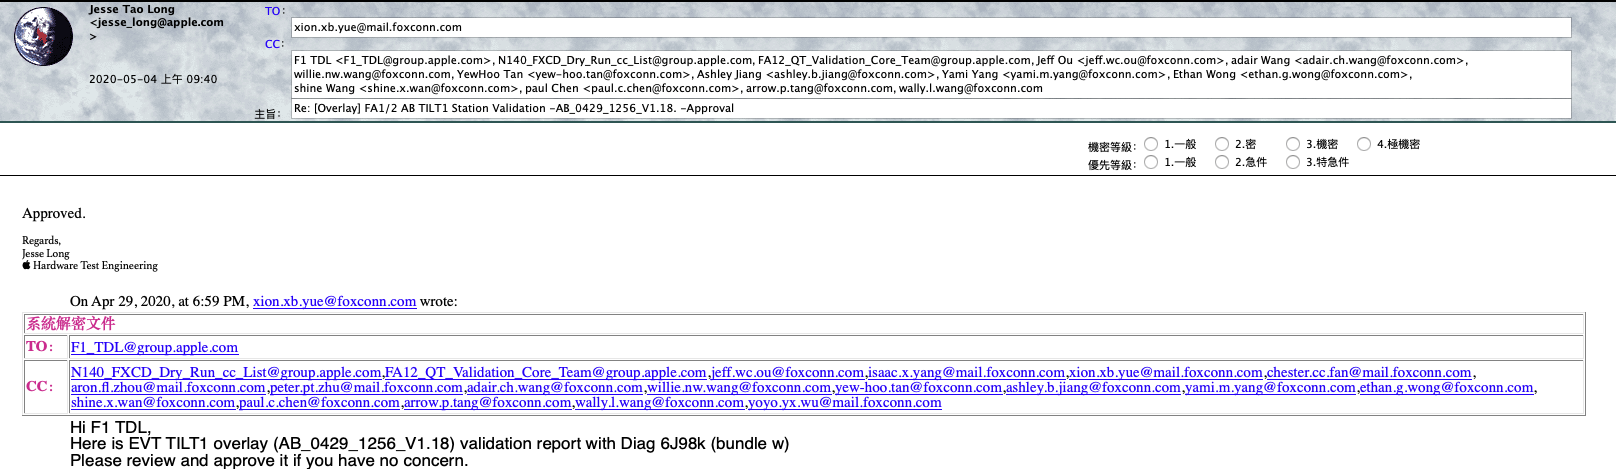 Jesse Tao Long
<jesse_long@apple.com
>
2020-05-04 上午 09:40
TO:
xion.xb.yue@mail.foxconn.com
CC:
F1 TDL <F1_TDL@group.apple.com>, N140_FXCD_Dry_Run_cc_List@group.apple.com, FA12_QT_Validation_Core_Team@group.apple.com, Jeff Ou <jeff.wc.ou@foxconn.com>, adair Wang <adair.ch.wang@foxconn.com>,
willie.nw.wang@foxconn.com, YewHoo Tan <yew-hoo.tan@foxconn.com>, Ashley Jiang <ashley.b.jiang@foxconn.com>, Yami Yang <yami.m.yang@foxconn.com>, Ethan Wong <ethan.g.wong@foxconn.com>,
shine Wang <shine.x.wan@foxconn.com>, paul Chen <paul.c.chen@foxconn.com>, arrow.p.tang@foxconn.com, wally.l.wang@foxconn.com
主旨: Re: [Overlay] FA1/2 AB TILT1 Station Validation -AB_0429_1256_V1.18. -Approval
機密等級: 1.一般 2.密 3.機密 4.極機密
優先等級: 1.一般 2.急件 3.特急件
Approved.
Regards,
Jesse Long
Hardware Test Engineering
On Apr 29, 2020, at 6:59 PM, xion.xb.yue@foxconn.com wrote:
系統解密文件
TO: F1_TDL@group.apple.com
CC:
N140_FXCD_Dry_Run_cc_List@group.apple.com,FA12_QT_Validation_Core_Team@group.apple.com,jeff.wc.ou@foxconn.com,isaac.x.yang@mail.foxconn.com,xion.xb.yue@mail.foxconn.com,chester.cc.fan@mail.foxconn.com,
aron.fl.zhou@mail.foxconn.com,peter.pt.zhu@mail.foxconn.com,adair.ch.wang@foxconn.com,willie.nw.wang@foxconn.com,yew-hoo.tan@foxconn.com,ashley.b.jiang@foxconn.com,yami.m.yang@foxconn.com,ethan.g.wong@foxconn.com,
shine.x.wan@foxconn.com,paul.c.chen@foxconn.com,arrow.p.tang@foxconn.com,wally.l.wang@foxconn.com,yoyo.yx.wu@mail.foxconn.com
Hi F1 TDL,
Here is EVT TILT1 overlay (AB_0429_1256_V1.18) validation report with Diag 6J98k (bundle w)
Please review and approve it if you have no concern.